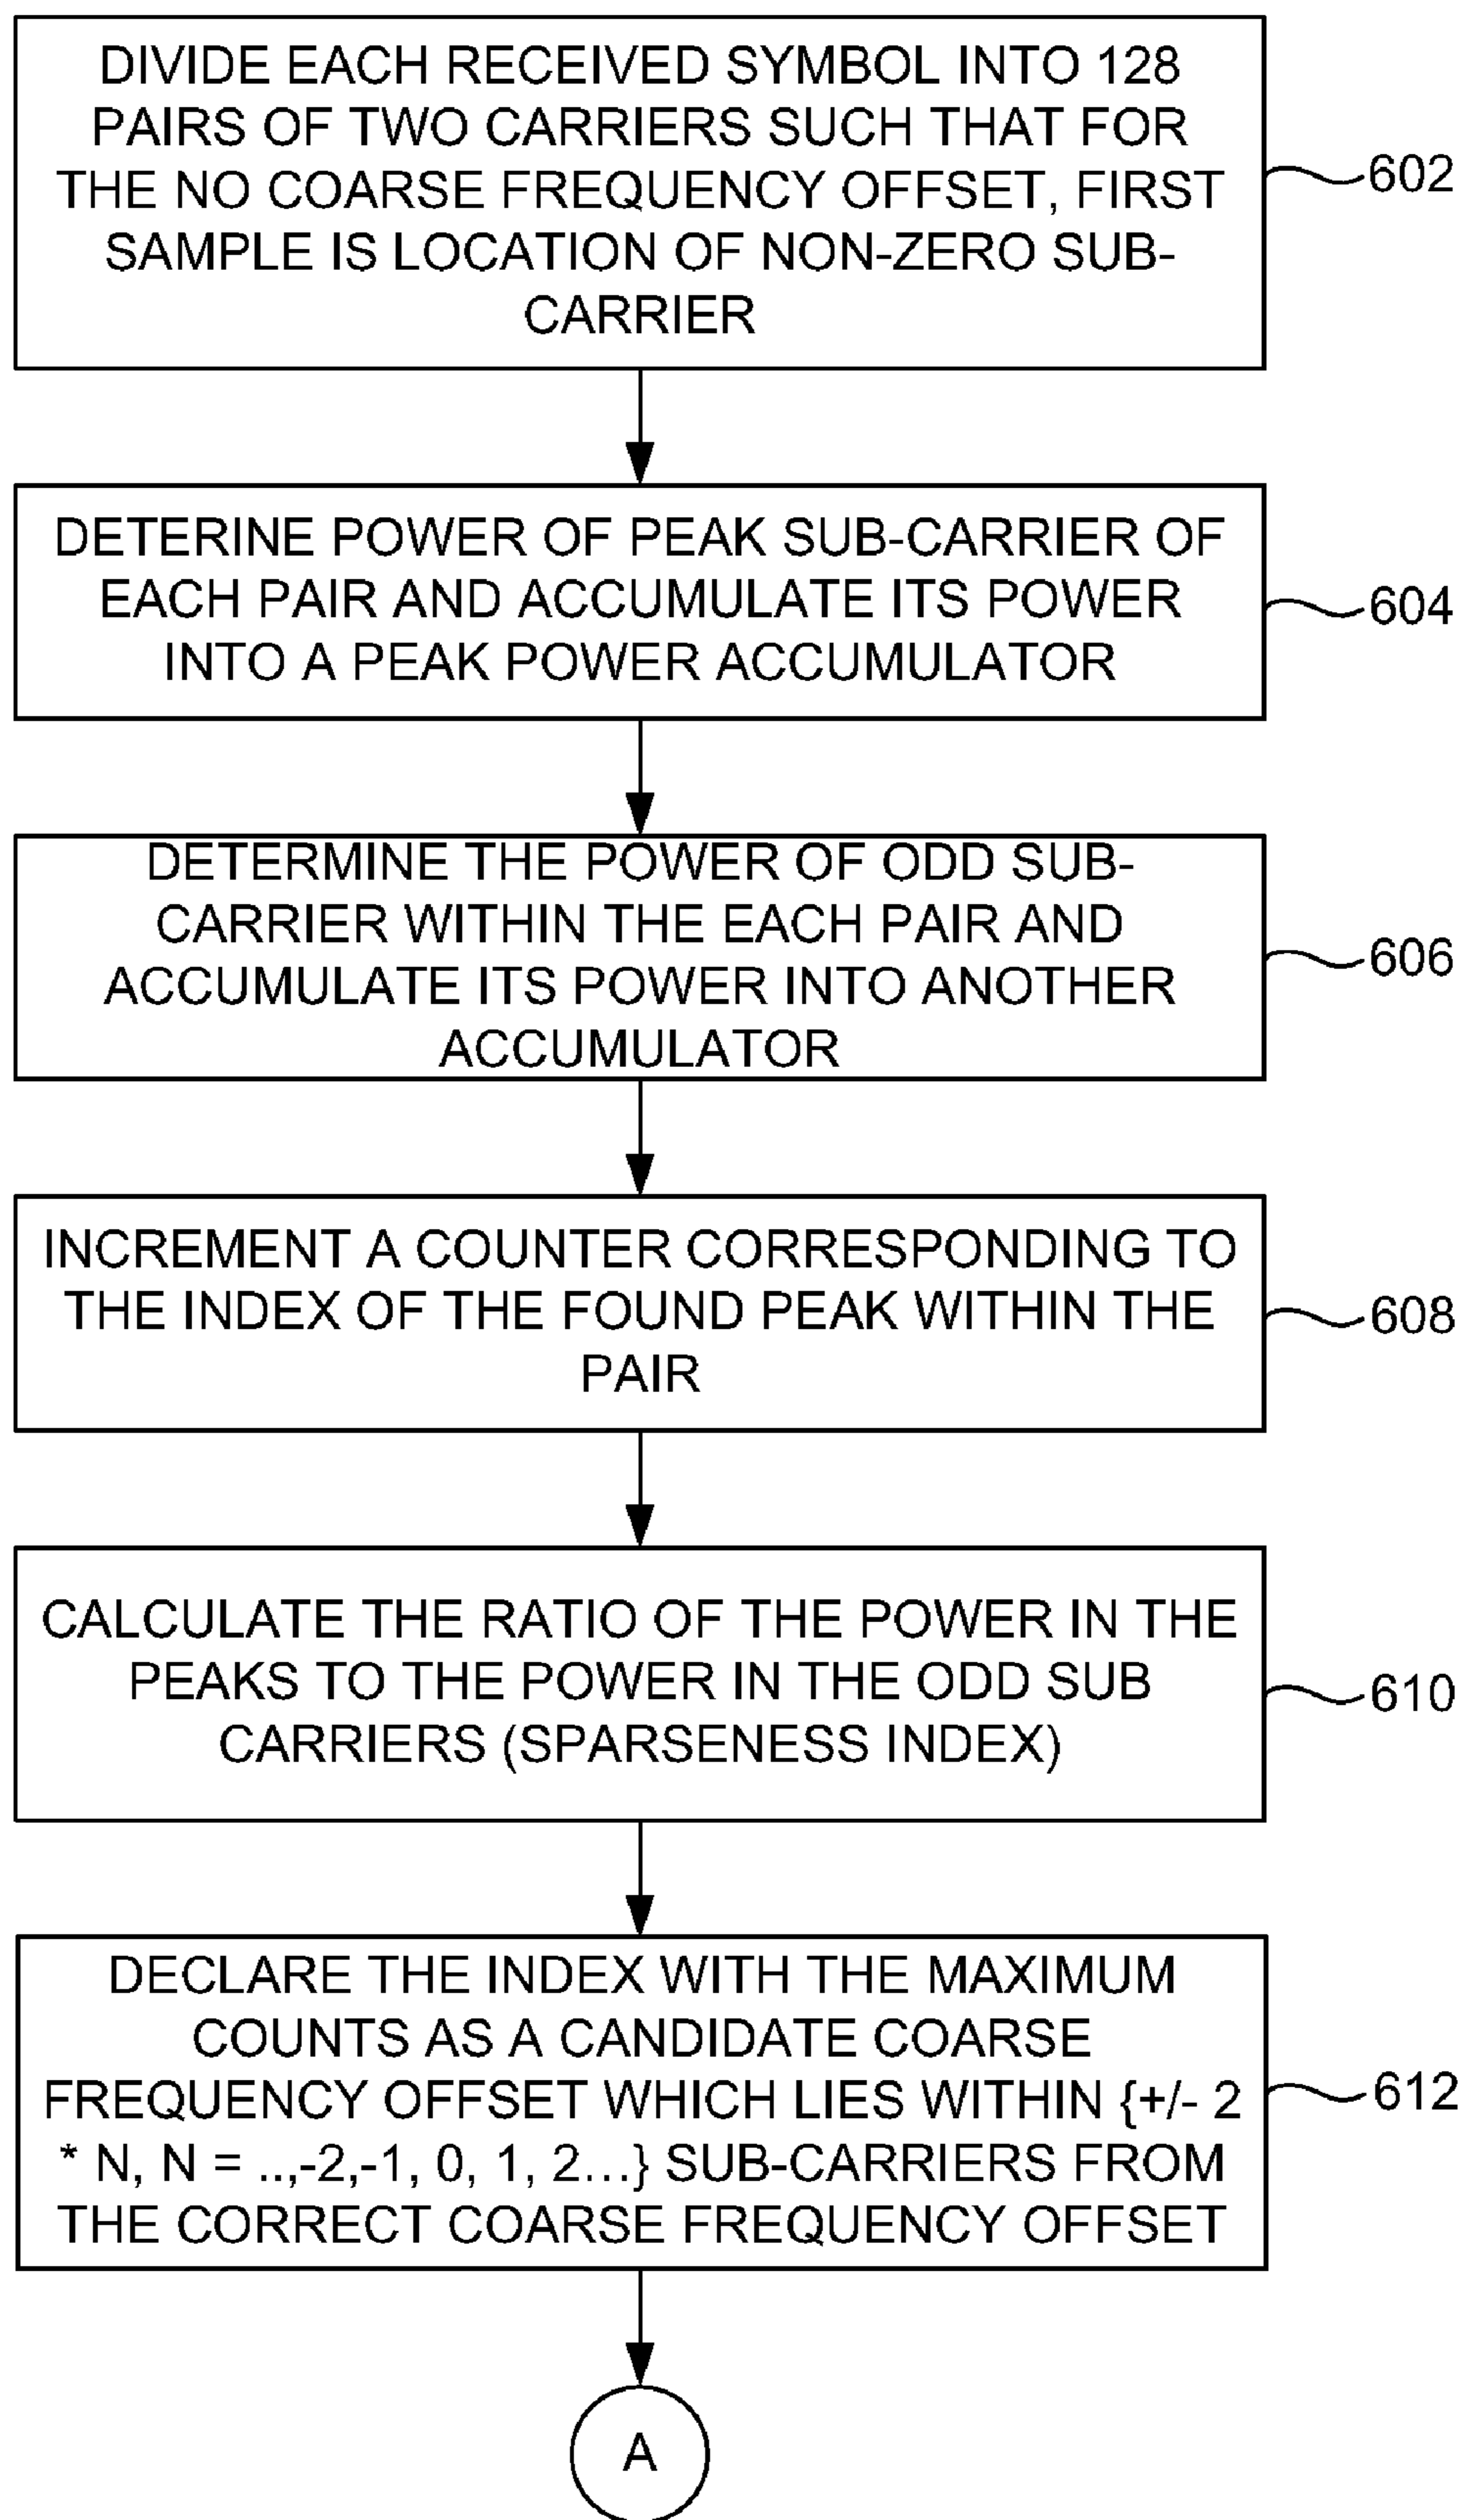 DIVIDE EACH RECEIVED SYMBOL INTO 128
PAIRS OF TWO CARRIERS SUCH THAT FOR
THE NO COARSE FREQUENCY OFFSET, FIRST
SAMPLE IS LOCATION OF NON-ZERO SUB-
CARRIER
602
DETERINE POWER OF PEAK SUB-CARRIER OF
EACH PAIR AND ACCUMULATE ITS POWER
INTO A PEAK POWER ACCUMULATOR
604
DETERMINE THE POWER OF ODD SUB-
CARRIER WITHIN THE EACH PAIR AND
ACCUMULATE ITS POWER INTO ANOTHER
ACCUMULATOR
606
INCREMENT A COUNTER CORRESPONDING TO
THE INDEX OF THE FOUND PEAK WITHIN THE
PAIR
608
CALCULATE THE RATIO OF THE POWER IN THE
PEAKS TO THE POWER IN THE ODD SUB
CARRIERS (SPARSENESS INDEX)
610
DECLARE THE INDEX WITH THE MAXIMUM
COUNTS AS A CANDIDATE COARSE
FREQUENCY OFFSET WHICH LIES WITHIN {+/- 2
* N, N = ..,-2,-1, 0, 1, 2...} SUB-CARRIERS FROM
THE CORRECT COARSE FREQUENCY OFFSET
612
A